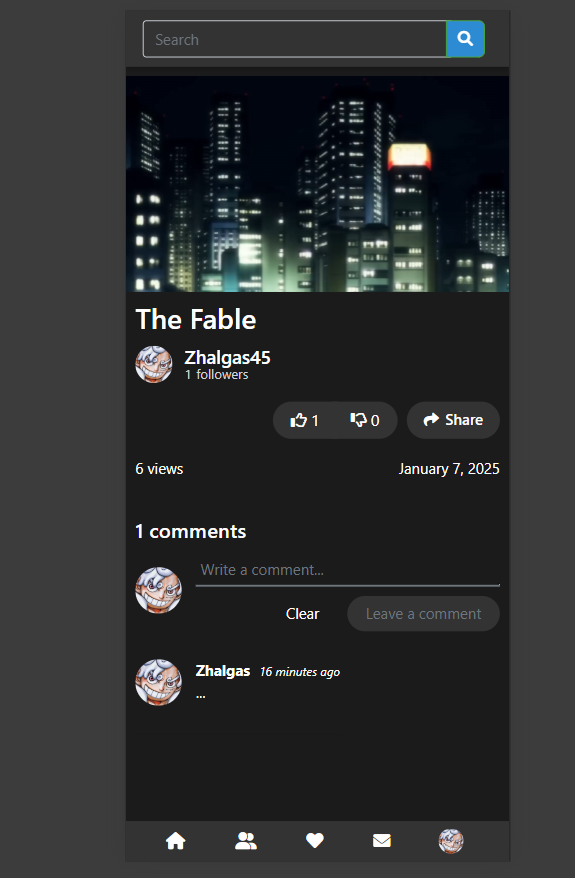 Search
The Fable
Zhalgas45
1 followers
1 0 Share
6 views January 7, 2025
1 comments
Write a comment...
Clear Leave a comment
Zhalgas 16 minutes ago
...